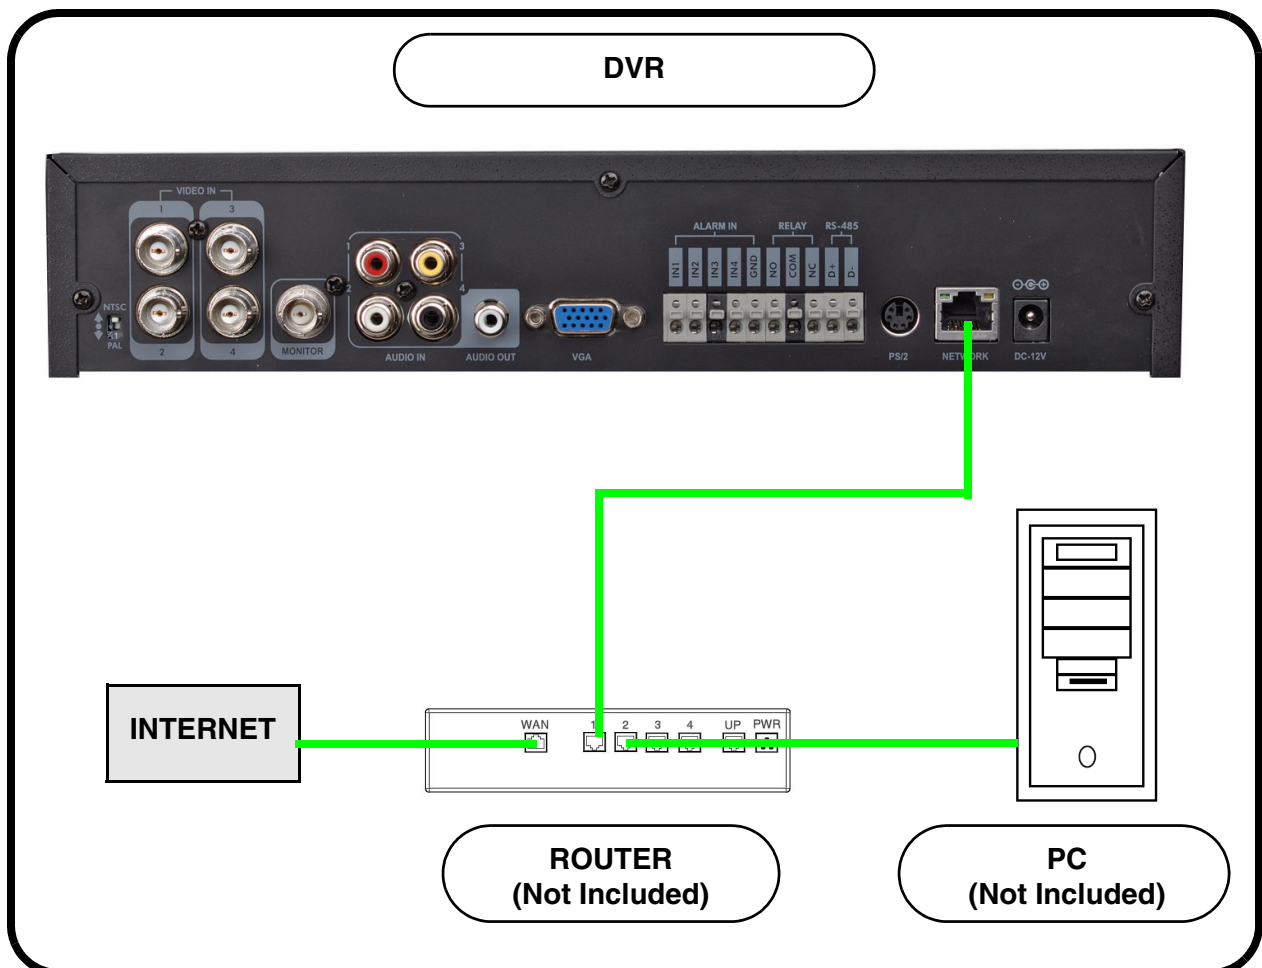 DVR
VIDEO IN
1 3
2 4
NTSC
PAL
MONITOR
1 3
2 4
AUDIO IN
AUDIO OUT
VGA
ALARM IN RELAY RS-485
IN1 IN2 IN3 IN4 GND NO COM NC D+ D-
PS/2
NETWORK
DC-12V
INTERNET
WAN 1 2 3 4 UP PWR
ROUTER
(Not Included)
PC
(Not Included)